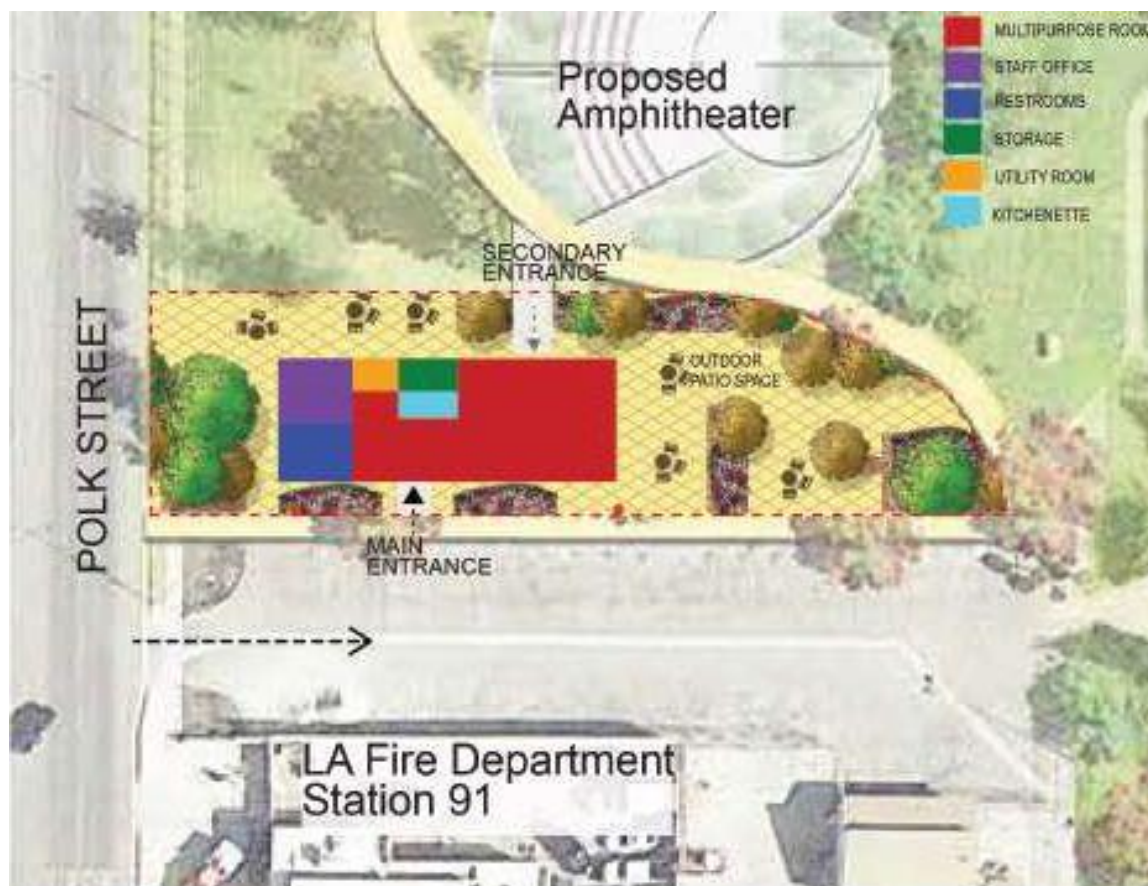 MULTIPURPOSE ROOM
STAFF OFFICE
RESTROOMS
STORAGE
UTILITY ROOM
KITCHENETTE
Proposed
Amphitheater
SECONDARY
ENTRANCE
OUTDOOR
PATIO SPACE
POLK STREET
MAIN
ENTRANCE
LA Fire Department
Station 91